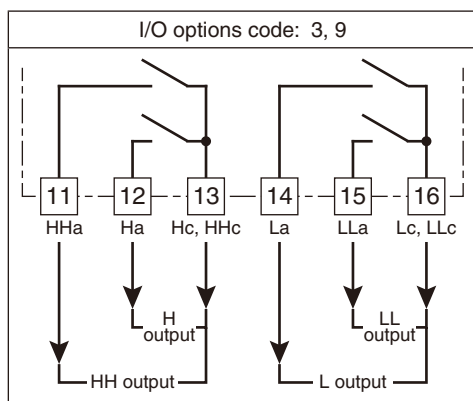 I/O options code: 3, 9
11 12 13 14 15 16
HHa Ha Hc, HHc La LLa Lc, LLc
H
output
LL
output
HH output
L output